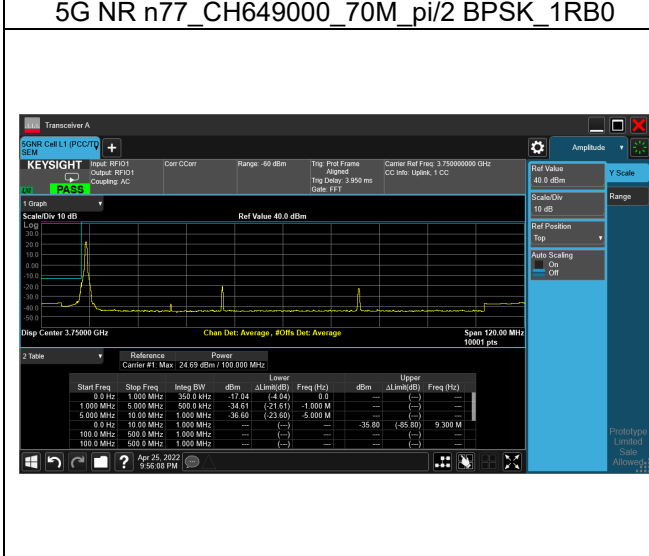 5G NR n77_CH649000_70M_pi/2 BPSK_1RB0
Transceiver A
5GNR Cell L1 (PCC/TD
SEM
+
Amplitude
KEYSIGHT
Input: RFIO1
Output: RFIO1
Coupling: AC
Corr CCorr
Range: -60 dBm
Trig: Prot Frame
Aligned
Trig Delay: 3.950 ms
Gate: FFT
Carrier Ref Freq: 3.750000000 GHz
CC Info: Uplink, 1 CC
PASS
Ref Value
40.0 dBm
Y Scale
Scale/Div
10 dB
Range
Ref Position
Top
Auto Scaling
On
Off
1 Graph
Scale/Div 10 dB
Ref Value 40.0 dBm
Log
30.0
20.0
10.0
0.00
-10.0
-20.0
-30.0
-40.0
-50.0
Disp Center 3.75000 GHz
Chan Det: Average, #Offs Det: Average
Span 120.00 MHz
10001 pts
2 Table
Reference Power
Carrier #1: Max 24.69 dBm / 100.000 MHz
Lower Upper
Start Freq Stop Freq Integ BW dBm ΔLimit(dB) Freq (Hz) dBm ΔLimit(dB) Freq (Hz)
0.0 Hz 1.000 MHz 350.0 kHz -17.04 (-4.04) 0.0 --- (---) ---
1.000 MHz 5.000 MHz 500.0 kHz -34.61 (-21.61) -1.000 M --- (---) ---
5.000 MHz 10.00 MHz 1.000 MHz -36.60 (-23.60) -5.000 M --- (---) ---
0.0 Hz 10.00 MHz 1.000 MHz --- (---) --- -35.80 (-85.80) 9.300 M
100.0 MHz 500.0 MHz 1.000 MHz --- (---) --- --- (---) ---
100.0 MHz 500.0 MHz 1.000 MHz --- (---) --- --- (---) ---
Prototype
Limited
Sale
Allowed
?
Apr 25, 2022
9:56:08 PM